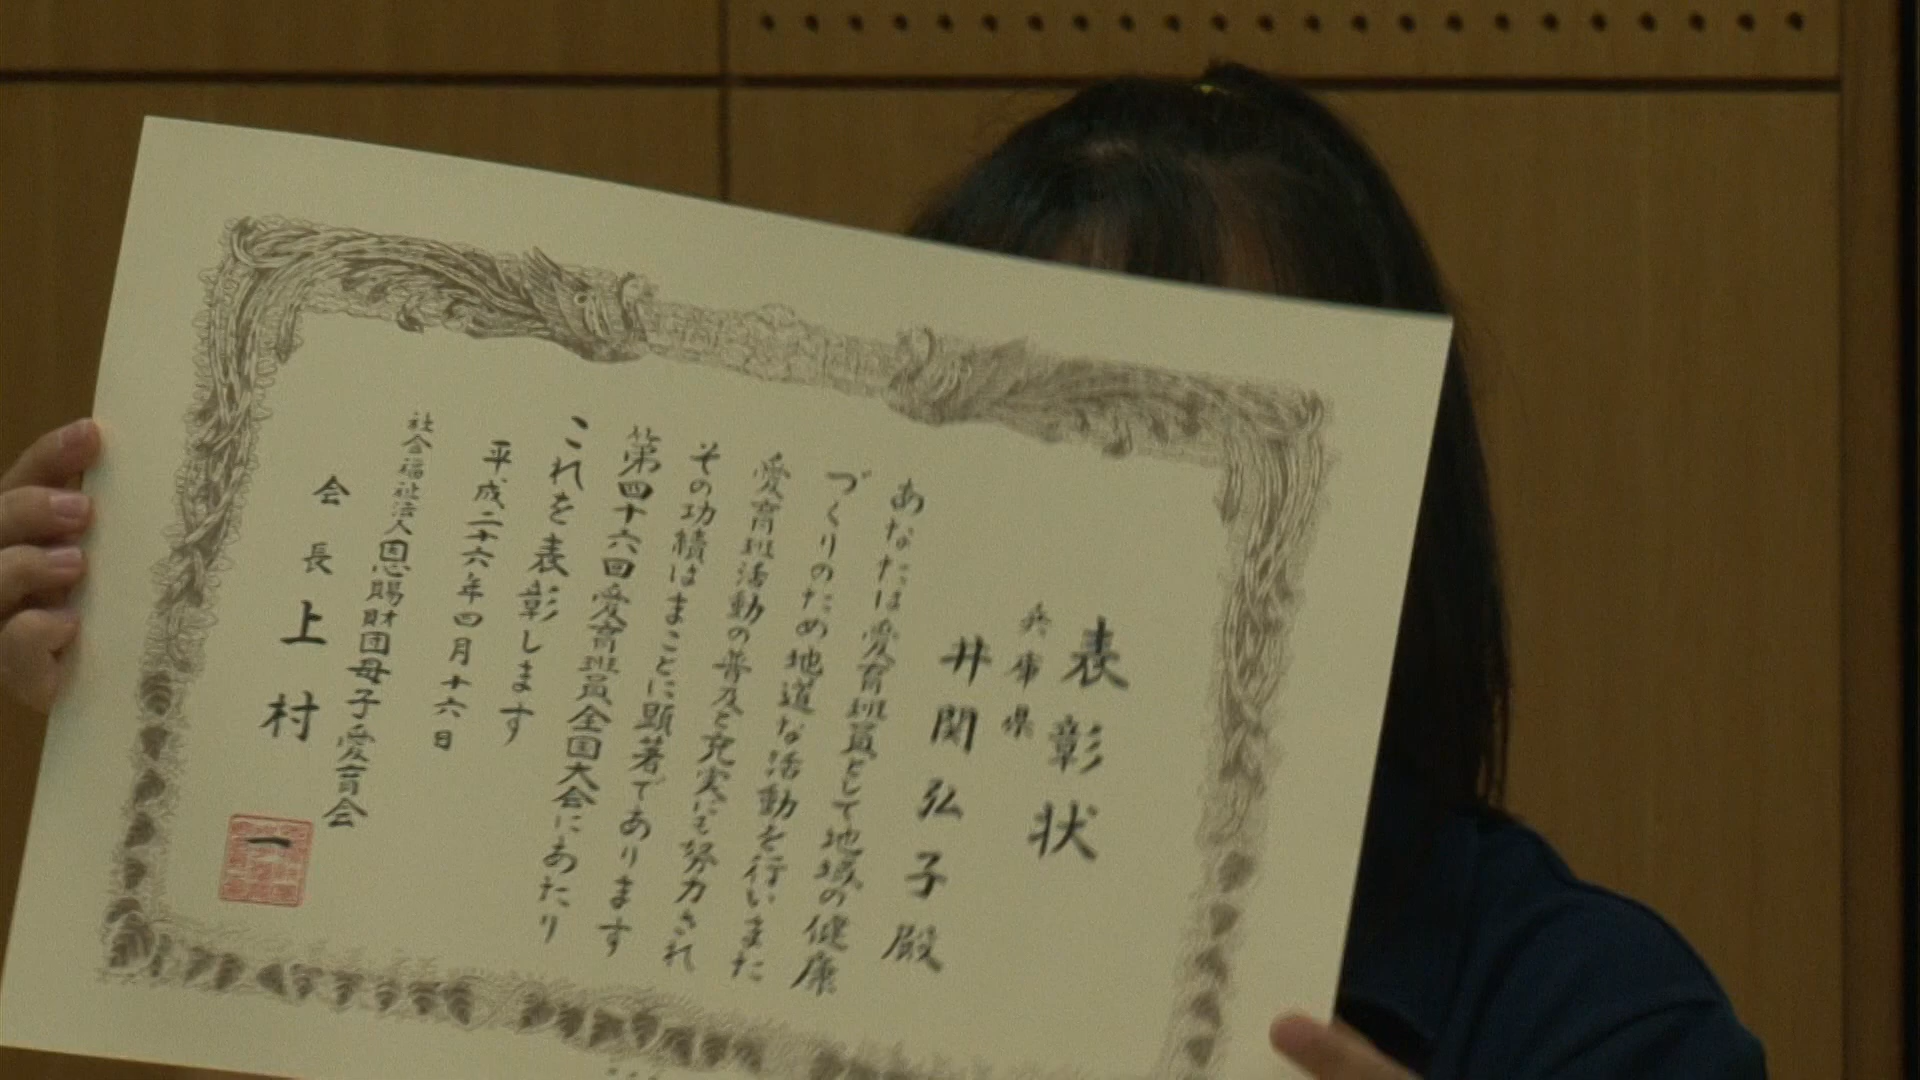 表彰状
兵庫県
井関弘子殿
あなたは愛育班員として地域の健康
づくりのため地道な活動を行いまた
愛育班活動の普及と充実にも努力され
その功績はまことに顕著であります
第四十六回愛育班員全国大会にあたり
これを表彰します
平成二十六年四月十六日
社会福祉法人恩賜財団母子愛育会
会長上村一